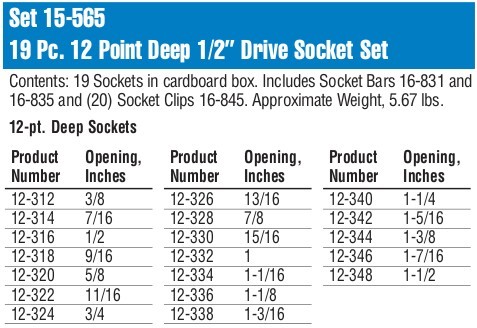 Set 15-565
19 Pc. 12 Point Deep 1/2" Drive Socket Set
Contents: 19 Sockets in cardboard box. Includes Socket Bars 16-831 and
16-835 and (20) Socket Clips 16-845. Approximate Weight, 5.67 lbs.
12-pt. Deep Sockets
Product Opening, Product Opening, Product Opening,
Number Inches Number Inches Number Inches
12-312 3/8 12-326 13/16 12-340 1-1/4
12-314 7/16 12-328 7/8 12-342 1-5/16
12-316 1/2 12-330 15/16 12-344 1-3/8
12-318 9/16 12-332 1 12-346 1-7/16
12-320 5/8 12-334 1-1/16 12-348 1-1/2
12-322 11/16 12-336 1-1/8
12-324 3/4 12-338 1-3/16